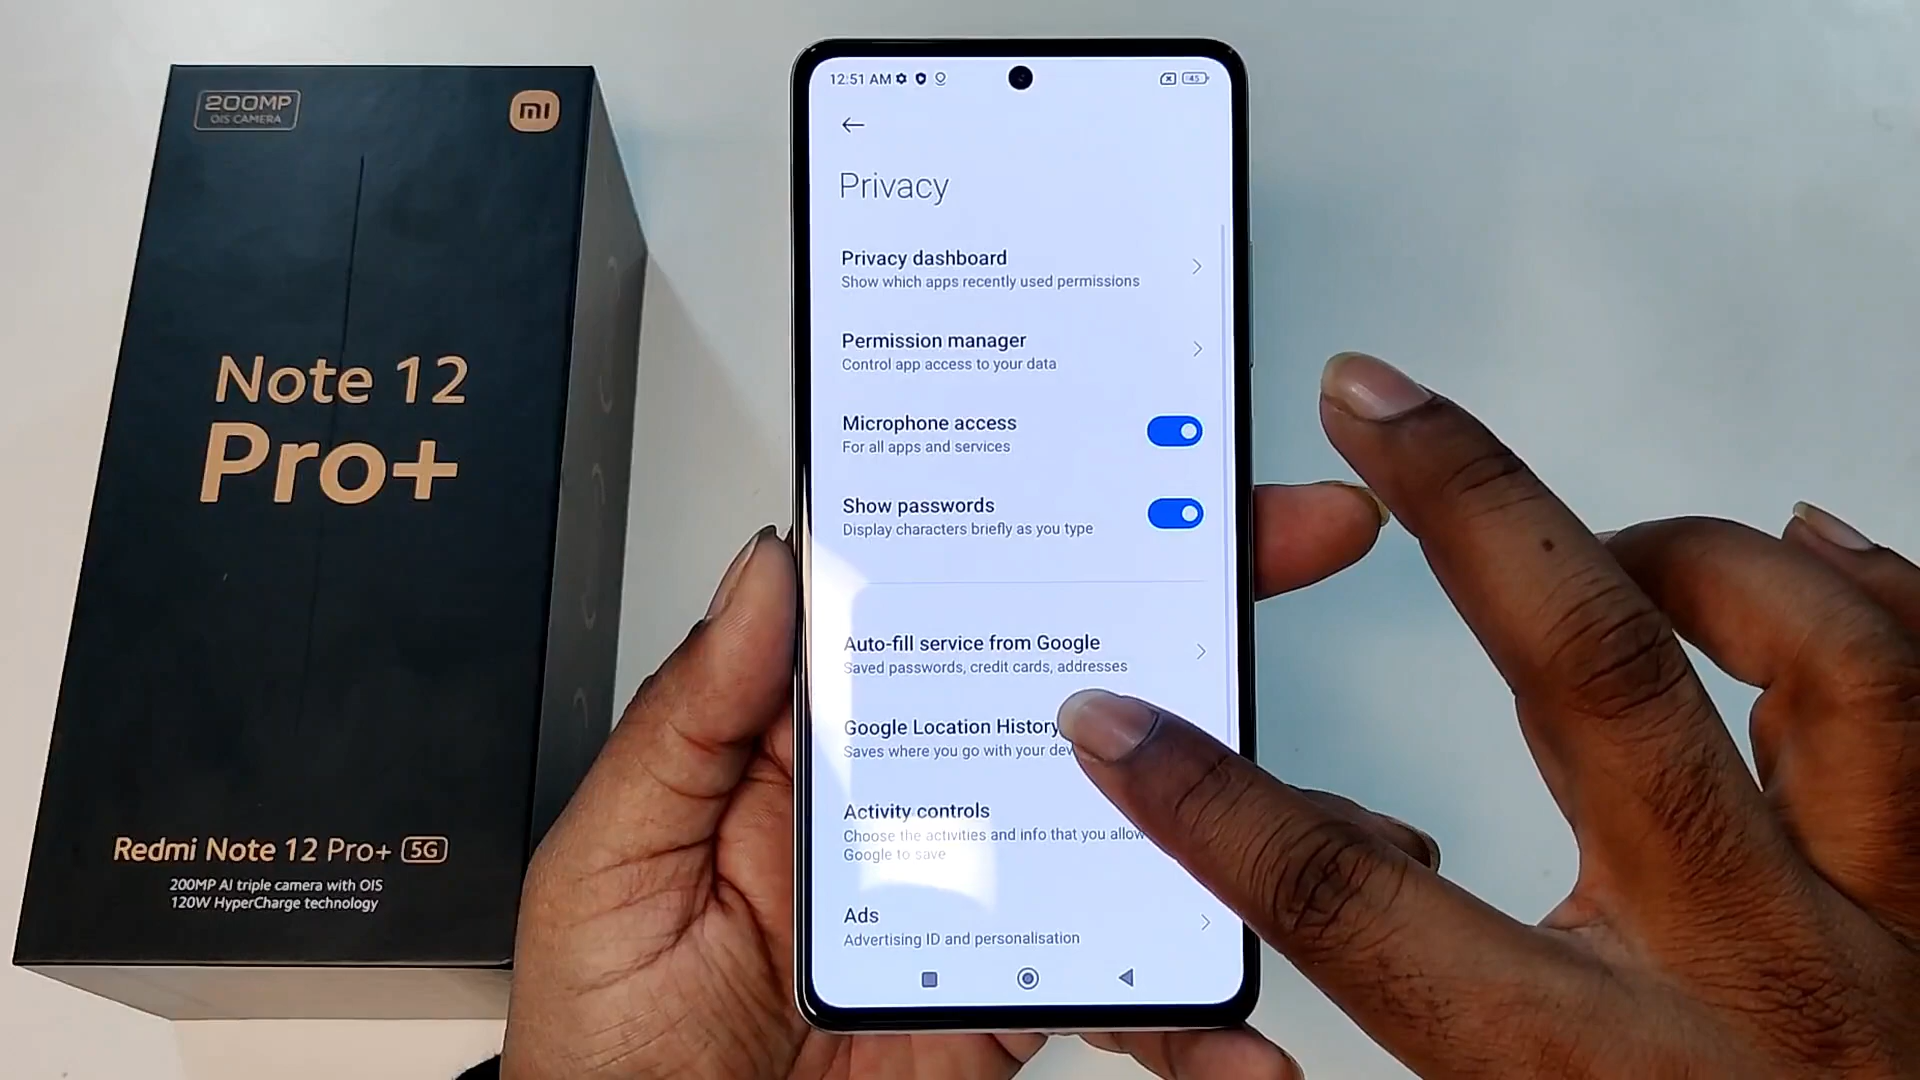 200MP
OIS CAMERA
mi
Note 12
Pro+
Redmi Note 12 Pro+ 5G
200MP AI triple camera with OIS
120W HyperCharge technology
12:51 AM
45
Privacy
Privacy dashboard
Show which apps recently used permissions
Permission manager
Control app access to your data
Microphone access
For all apps and services
Show passwords
Display characters briefly as you type
Auto-fill service from Google
Saved passwords, credit cards, addresses
Google Location History
Saves where you go with your
Activity controls
Choose the activities and info that you allow
Google to save
Ads
Advertising ID and personalisation